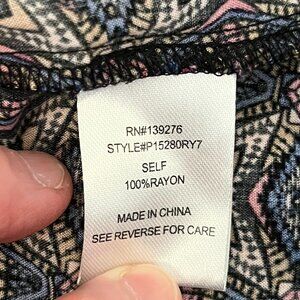 RN#139276
STYLE#P15280RY7
SELF
100%RAYON
MADE IN CHINA
SEE REVERSE FOR CARE